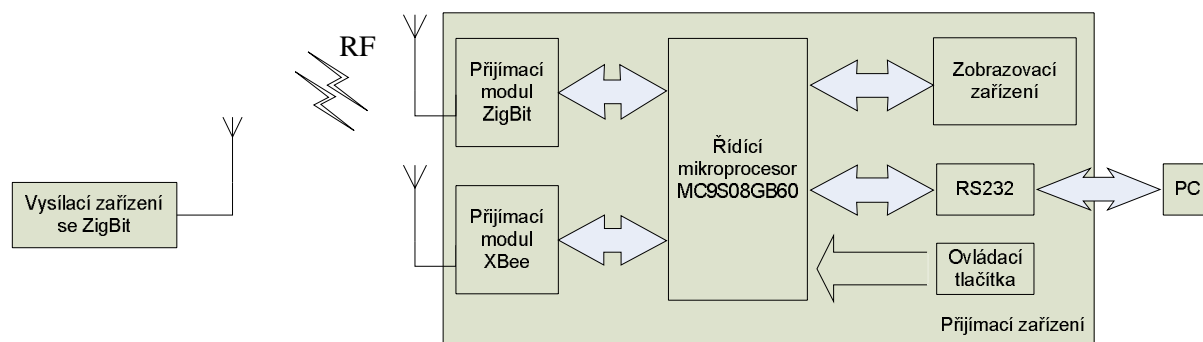 RF
Vysílací zařízení
se ZigBit
Přijímací
modul
ZigBit
Přijímací
modul
XBee
Řídící
mikroprocesor
MC9S08GB60
Zobrazovací
zařízení
RS232
PC
Ovládací
tlačítka
Přijímací zařízení